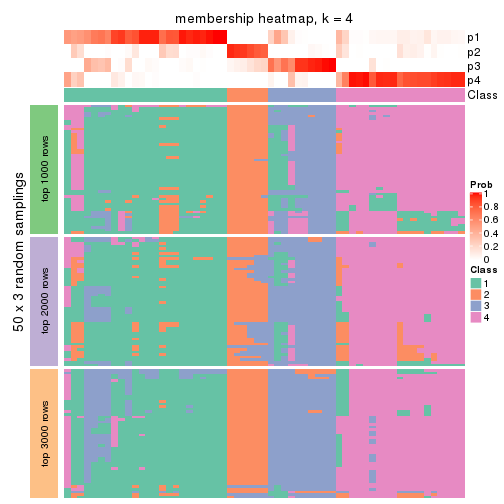 membership heatmap, k = 4
p1
p2
p3
p4
Class
50 x 3 random samplings
top 1000 rows
top 2000 rows
top 3000 rows
Prob
1
0.8
0.6
0.4
0.2
0
Class
1
2
3
4